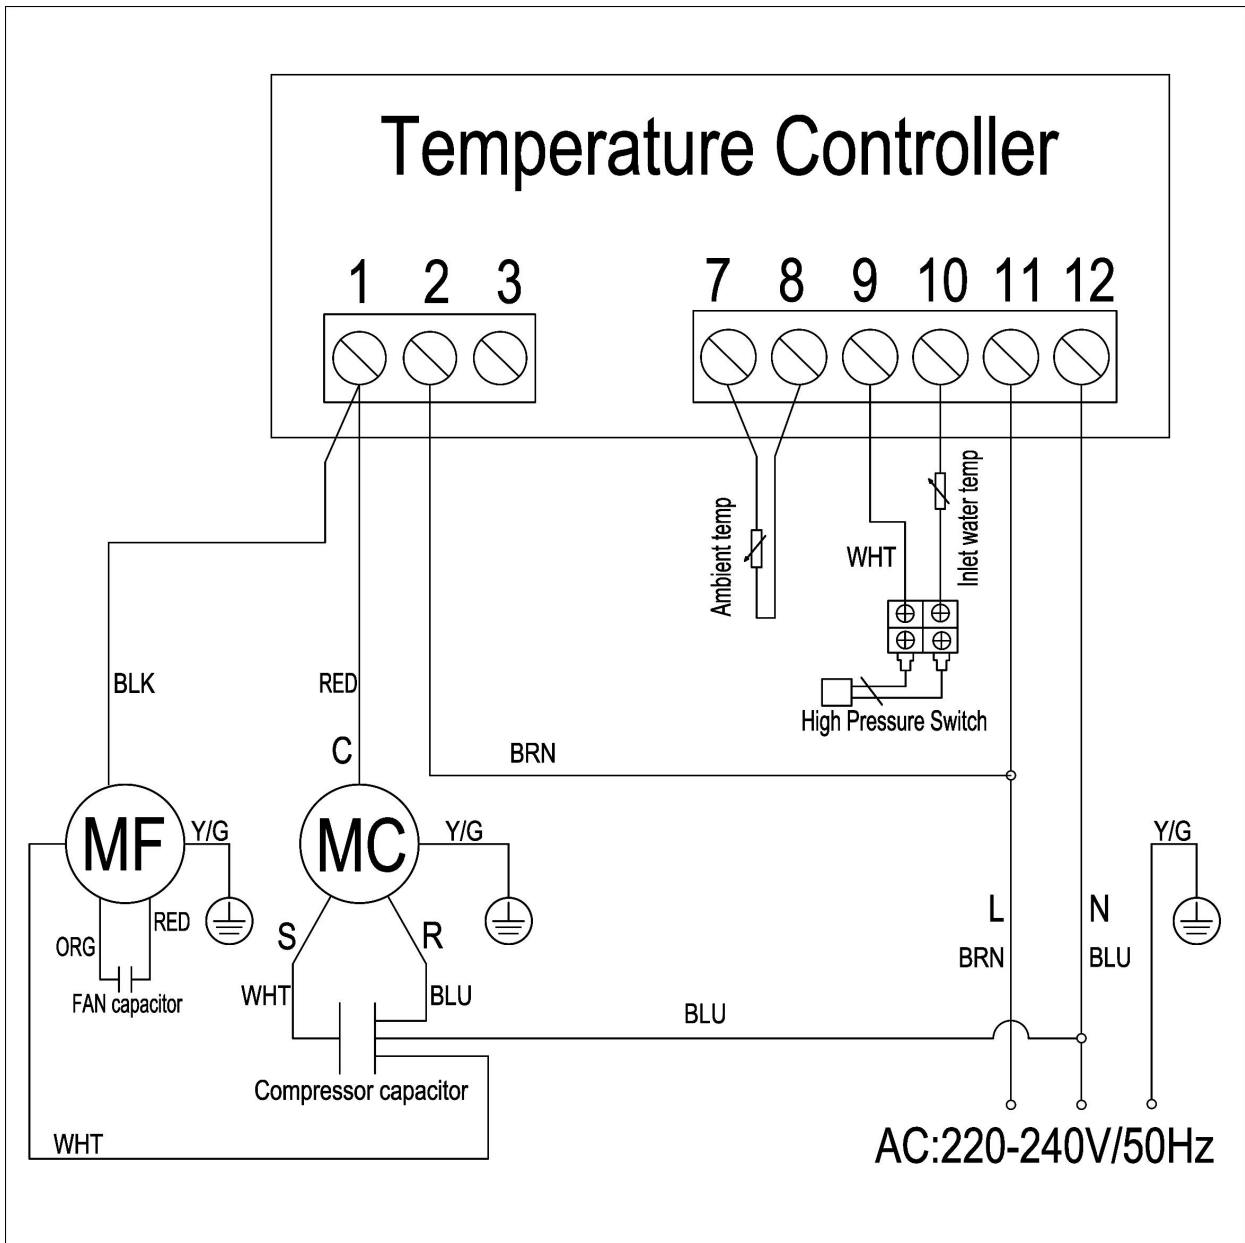 Temperature Controller
1 2 3 7 8 9 10 11 12
Ambient temp
WHT
Inlet water temp
BLK
RED
High Pressure Switch
C
BRN
MF
Y/G
MC
Y/G
Y/G
ORG
RED
S
R
L
N
FAN capacitor
WHT
BLU
BRN
BLU
BLU
Compressor capacitor
WHT
AC:220-240V/50Hz